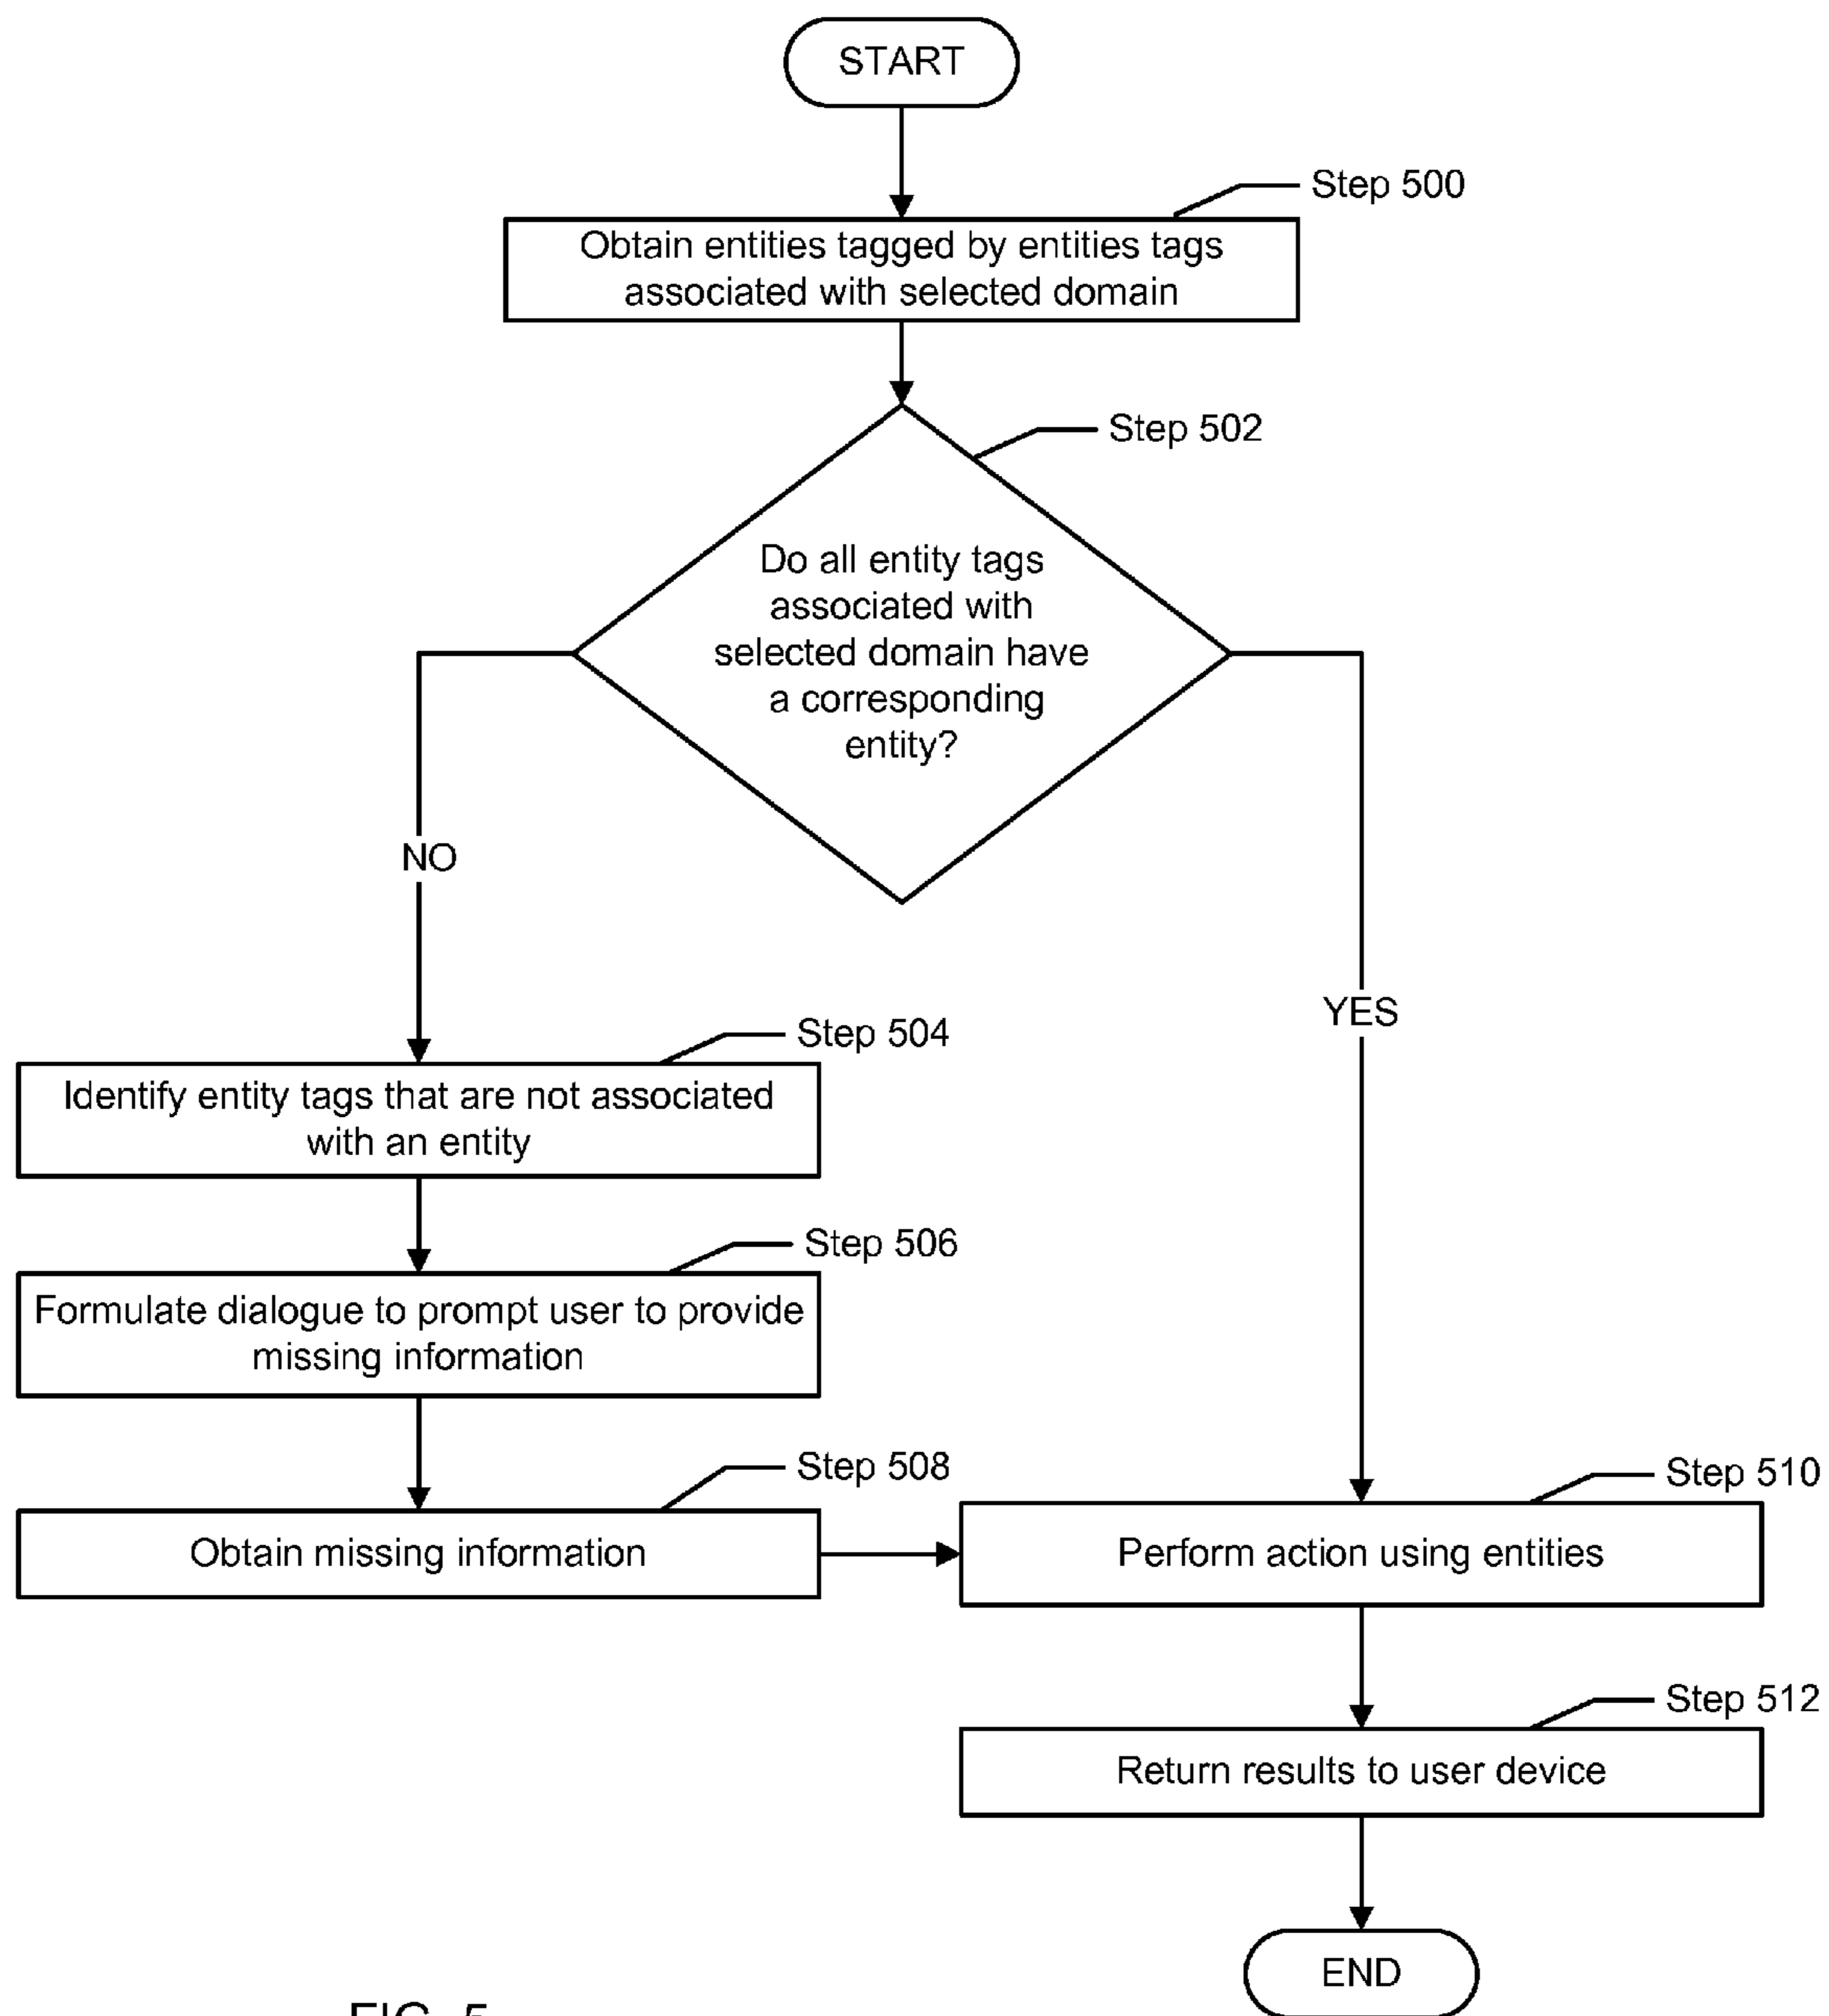 START
Step 500
Obtain entities tagged by entities tags
associated with selected domain
Step 502
Do all entity tags
associated with
selected domain have
a corresponding
entity?
NO
YES
Step 504
Identify entity tags that are not associated
with an entity
Step 506
Formulate dialogue to prompt user to provide
missing information
Step 508
Obtain missing information
Step 510
Perform action using entities
Step 512
Return results to user device
END
FIG. 5